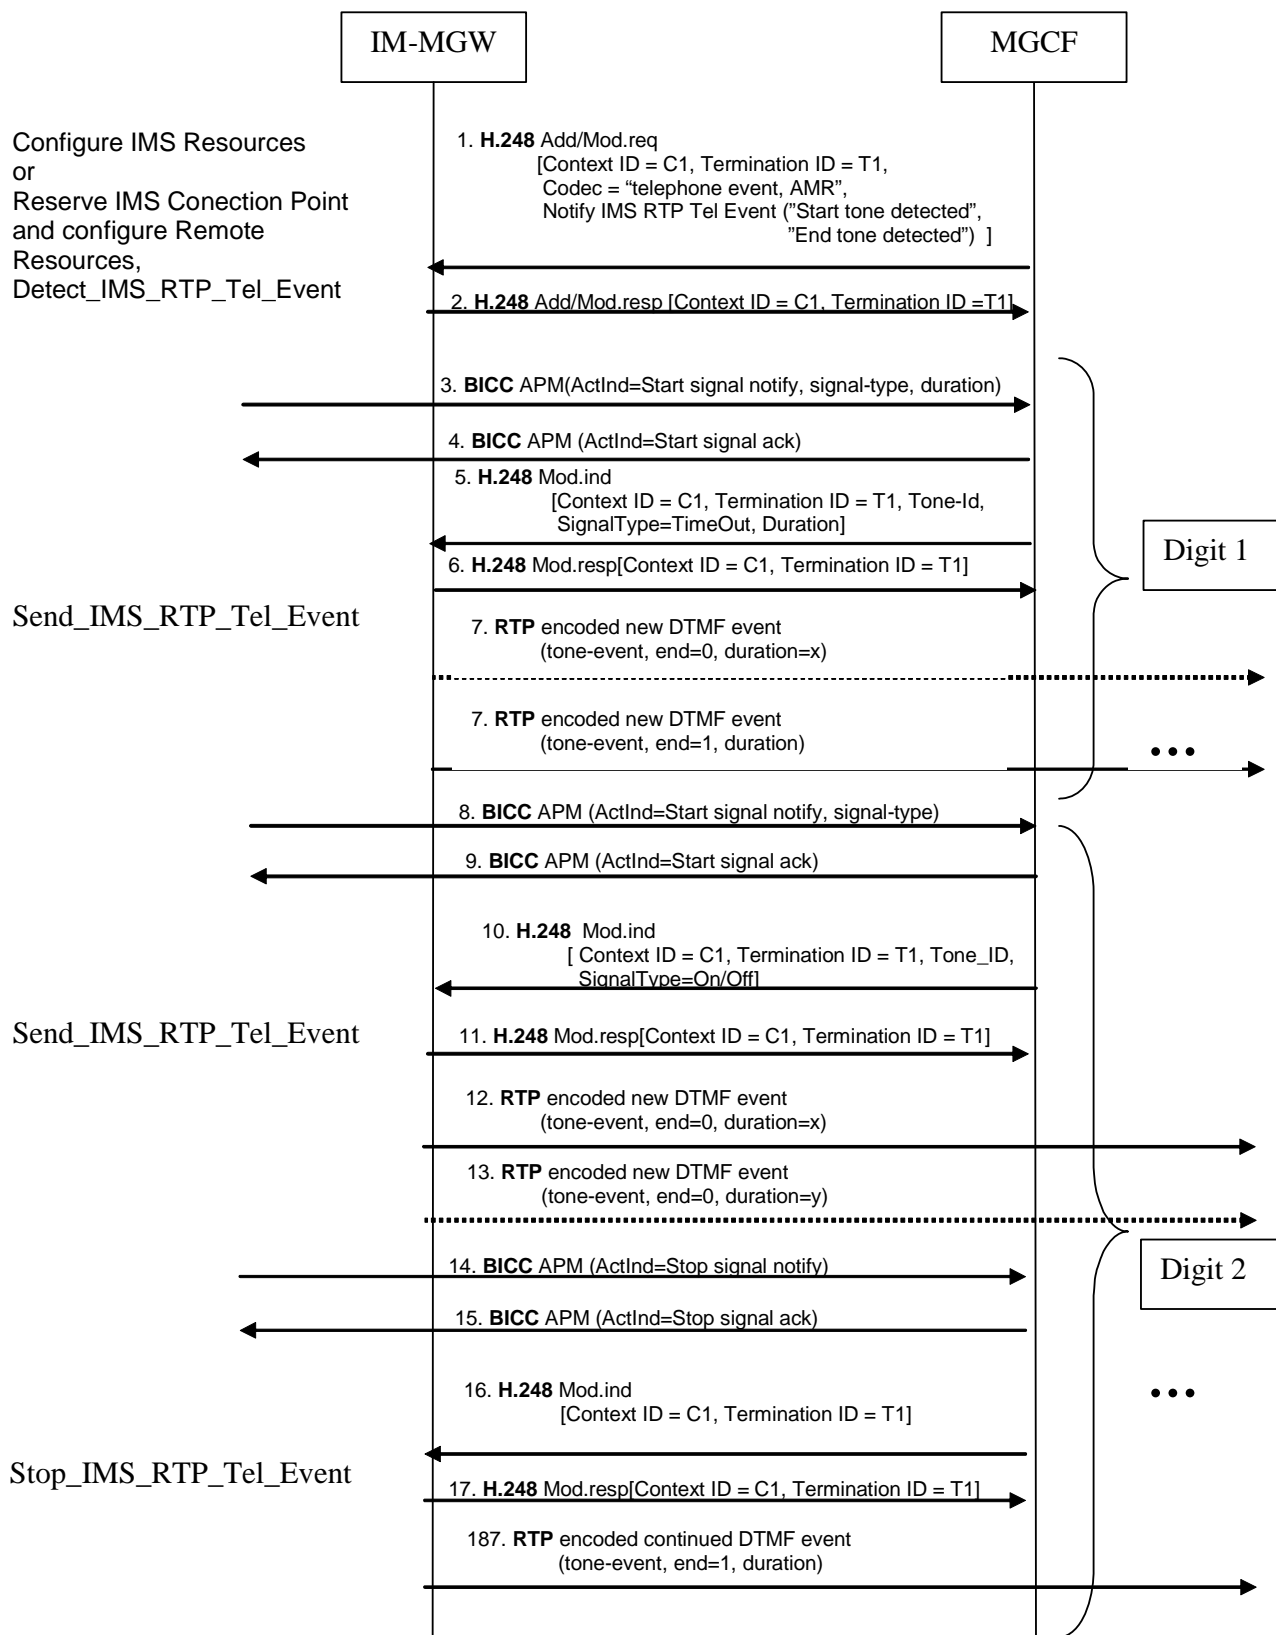 IM-MGW
MGCF
Configure IMS Resources
or
Reserve IMS Conection Point
and configure Remote
Resources,
Detect_IMS_RTP_Tel_Event
1. H.248 Add/Mod.req
[Context ID = C1, Termination ID = T1,
Codec = “telephone event, AMR”,
Notify IMS RTP Tel Event (”Start tone detected”,
”End tone detected”) ]
2. H.248 Add/Mod.resp [Context ID = C1, Termination ID =T1]
3. BICC APM(ActInd=Start signal notify, signal-type, duration)
4. BICC APM (ActInd=Start signal ack)
5. H.248 Mod.ind
[Context ID = C1, Termination ID = T1, Tone-Id,
SignalType=TimeOut, Duration]
Digit 1
6. H.248 Mod.resp[Context ID = C1, Termination ID = T1]
Send_IMS_RTP_Tel_Event
7. RTP encoded new DTMF event
(tone-event, end=0, duration=x)
7. RTP encoded new DTMF event
(tone-event, end=1, duration)
•••
8. BICC APM (ActInd=Start signal notify, signal-type)
9. BICC APM (ActInd=Start signal ack)
10. H.248 Mod.ind
[ Context ID = C1, Termination ID = T1, Tone_ID,
SignalType=On/Off]
Send_IMS_RTP_Tel_Event
11. H.248 Mod.resp[Context ID = C1, Termination ID = T1]
12. RTP encoded new DTMF event
(tone-event, end=0, duration=x)
13. RTP encoded new DTMF event
(tone-event, end=0, duration=y)
14. BICC APM (ActInd=Stop signal notify)
Digit 2
15. BICC APM (ActInd=Stop signal ack)
16. H.248 Mod.ind
[Context ID = C1, Termination ID = T1]
•••
Stop_IMS_RTP_Tel_Event
17. H.248 Mod.resp[Context ID = C1, Termination ID = T1]
187. RTP encoded continued DTMF event
(tone-event, end=1, duration)